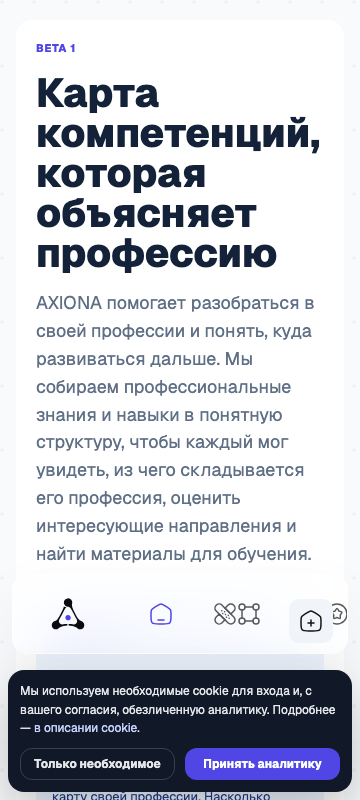 BETA 1
Карта
компетенций,
которая
объясняет
профессию
AXIONA помогает разобраться в
своей профессии и понять, куда
развиваться дальше. Мы
собираем профессиональные
знания и навыки в понятную
структуру, чтобы каждый мог
увидеть, из чего складывается
его профессия, оценить
интересующие направления и
найти материалы для обучения.
Мы используем необходимые cookie для входа и, с
вашего согласия, обезличенную аналитику. Подробнее
— в описании cookie.
Только необходимое
Принять аналитику
карту своей профессии. Насколько